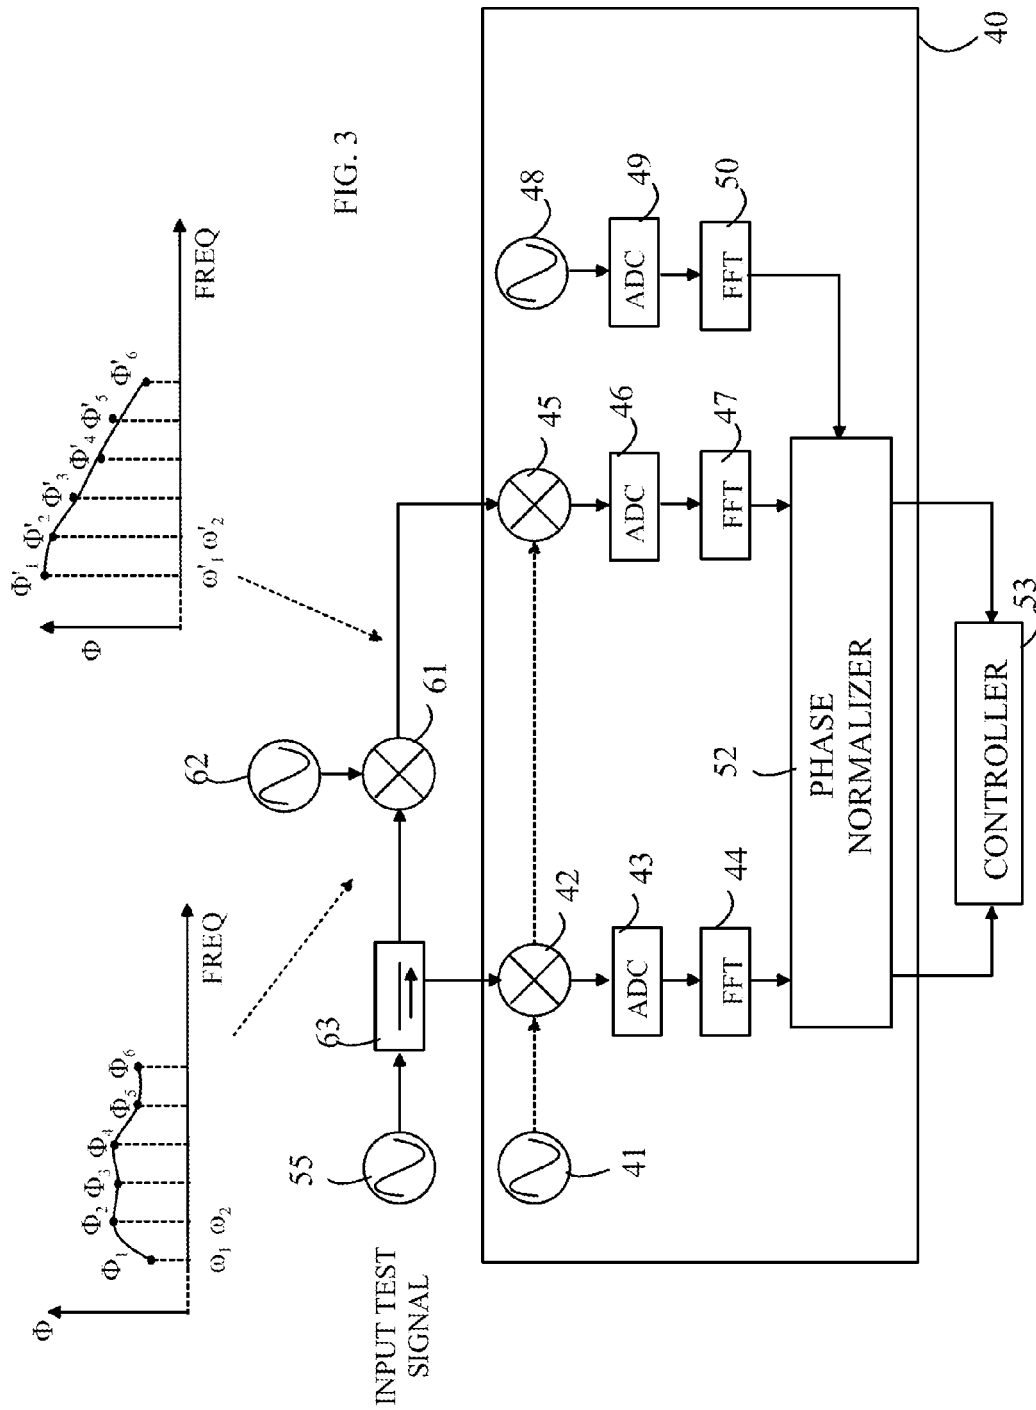 Φ
Φ₁ Φ₂ Φ₃ Φ₄ Φ₅ Φ₆
ω₁ ω₂
FREQ
Φ
Φ'₁ Φ'₂ Φ'₃ Φ'₄ Φ'₅ Φ'₆
ω'₁ ω'₂
FREQ
FIG. 3
INPUT TEST
SIGNAL
55
63
62
61
41
42
45
48
ADC
43
ADC
46
ADC
49
FFT
44
FFT
47
FFT
50
52
PHASE
NORMALIZER
40
CONTROLLER
53